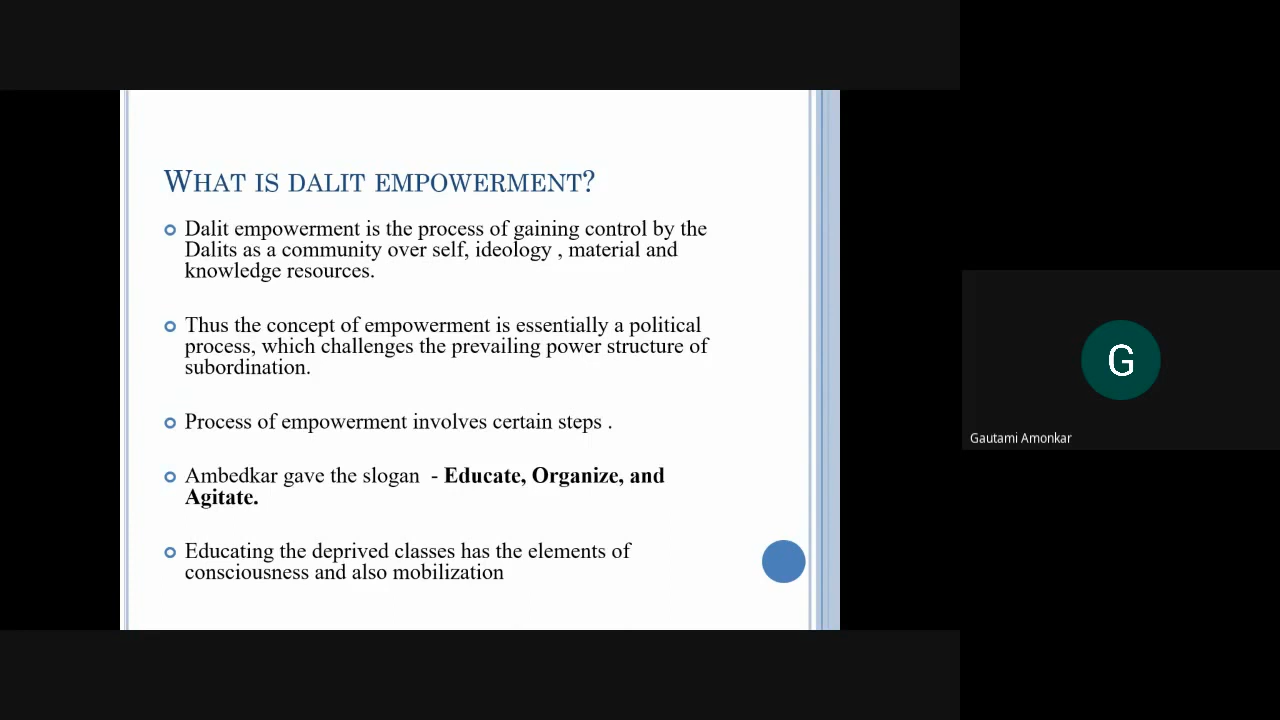 WHAT IS DALIT EMPOWERMENT?
Dalit empowerment is the process of gaining control by the
Dalits as a community over self, ideology , material and
knowledge resources.
Thus the concept of empowerment is essentially a political
process, which challenges the prevailing power structure of
subordination.
Process of empowerment involves certain steps .
Ambedkar gave the slogan - Educate, Organize, and
Agitate.
Educating the deprived classes has the elements of
consciousness and also mobilization
G
Gautami Amonkar